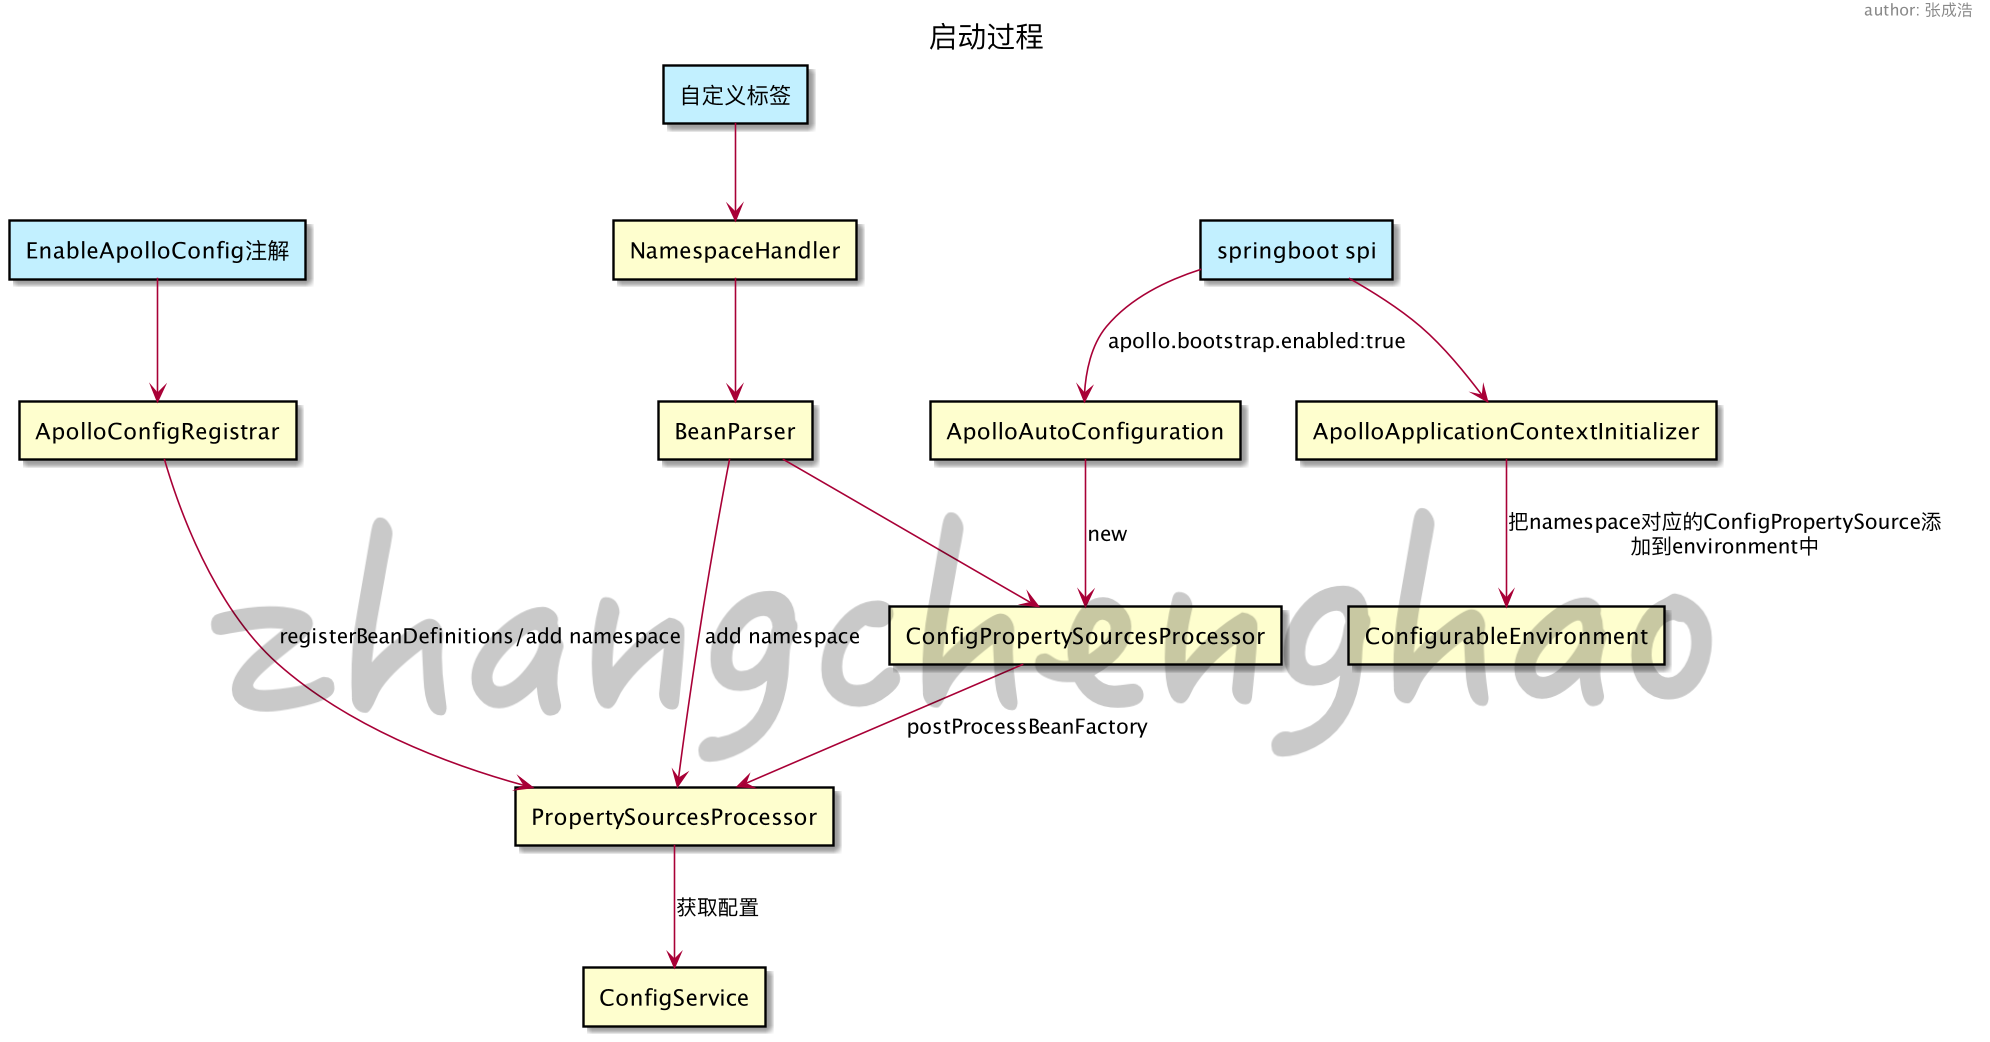 author: 张成浩
启动过程
自定义标签
EnableApolloConfig注解
NamespaceHandler
springboot spi
apollo.bootstrap.enabled:true
ApolloConfigRegistrar
BeanParser
ApolloAutoConfiguration
ApolloApplicationContextInitializer
new
把namespace对应的ConfigPropertySource添
加到environment中
registerBeanDefinitions/add namespace
add namespace
ConfigPropertySourcesProcessor
ConfigurableEnvironment
zhangchenghao
postProcessBeanFactory
PropertySourcesProcessor
获取配置
ConfigService